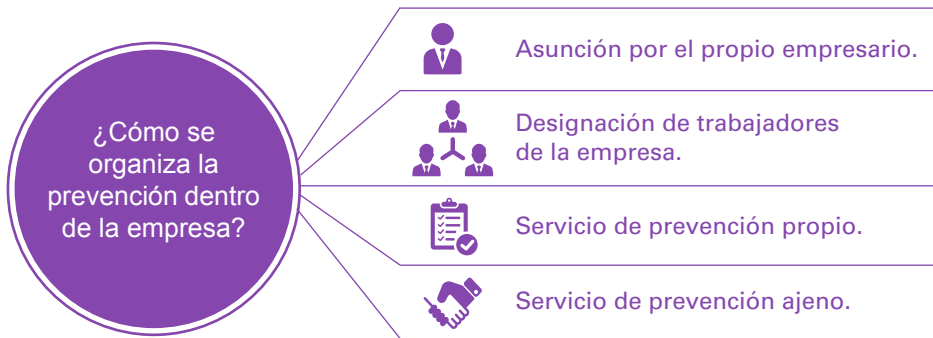 ¿Cómo se
organiza la
prevención dentro
de la empresa?
Asunción por el propio empresario.
Designación de trabajadores
de la empresa.
Servicio de prevención propio.
Servicio de prevención ajeno.